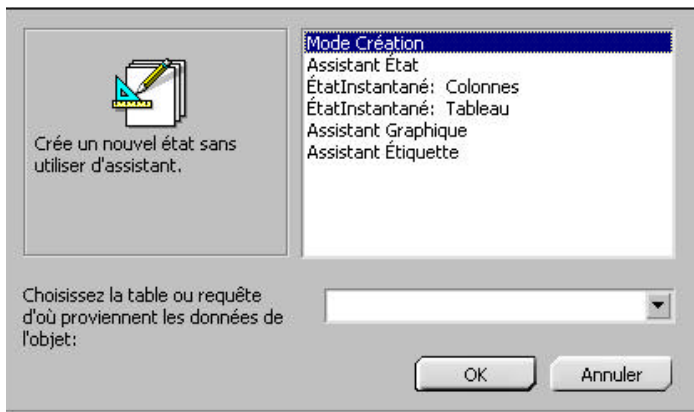 Crée un nouvel état sans
utiliser d'assistant.
Mode Création
Assistant État
ÉtatInstantané: Colonnes
ÉtatInstantané: Tableau
Assistant Graphique
Assistant Étiquette
Choisissez la table ou requête
d'où proviennent les données de
l'objet:
OK
Annuler